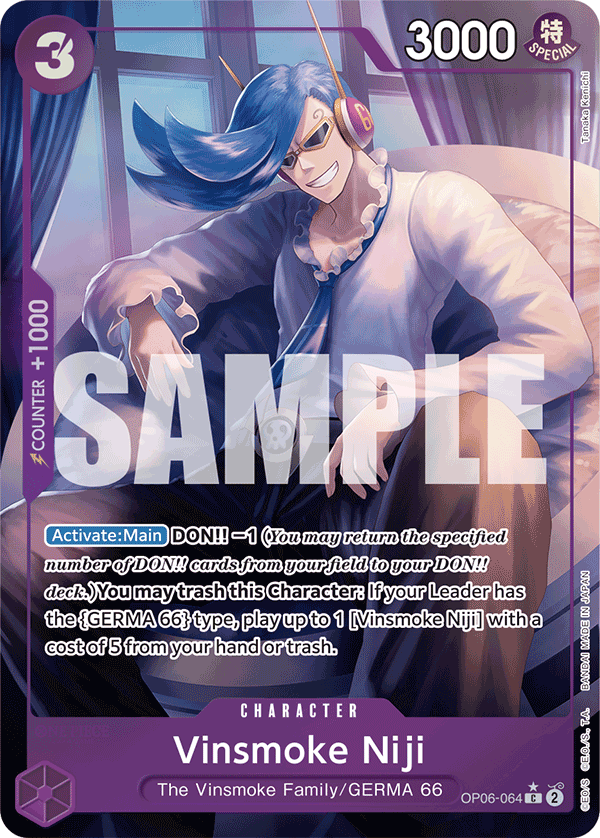 3
3000
特
SPECIAL
Tanaka Kenichi
6
COUNTER +1000
SAMPLE
Activate:Main DON!! −1 (You may return the specified
number of DON!! cards from your field to your DON!!
deck.)You may trash this Character: If your Leader has
the {GERMA 66} type, play up to 1 [Vinsmoke Niji] with a
cost of 5 from your hand or trash.
©EO/S ©E.O./S., T.A. BANDAI MADE IN JAPAN
CHARACTER
Vinsmoke Niji
The Vinsmoke Family/GERMA 66
OP06-064 ★ C 2